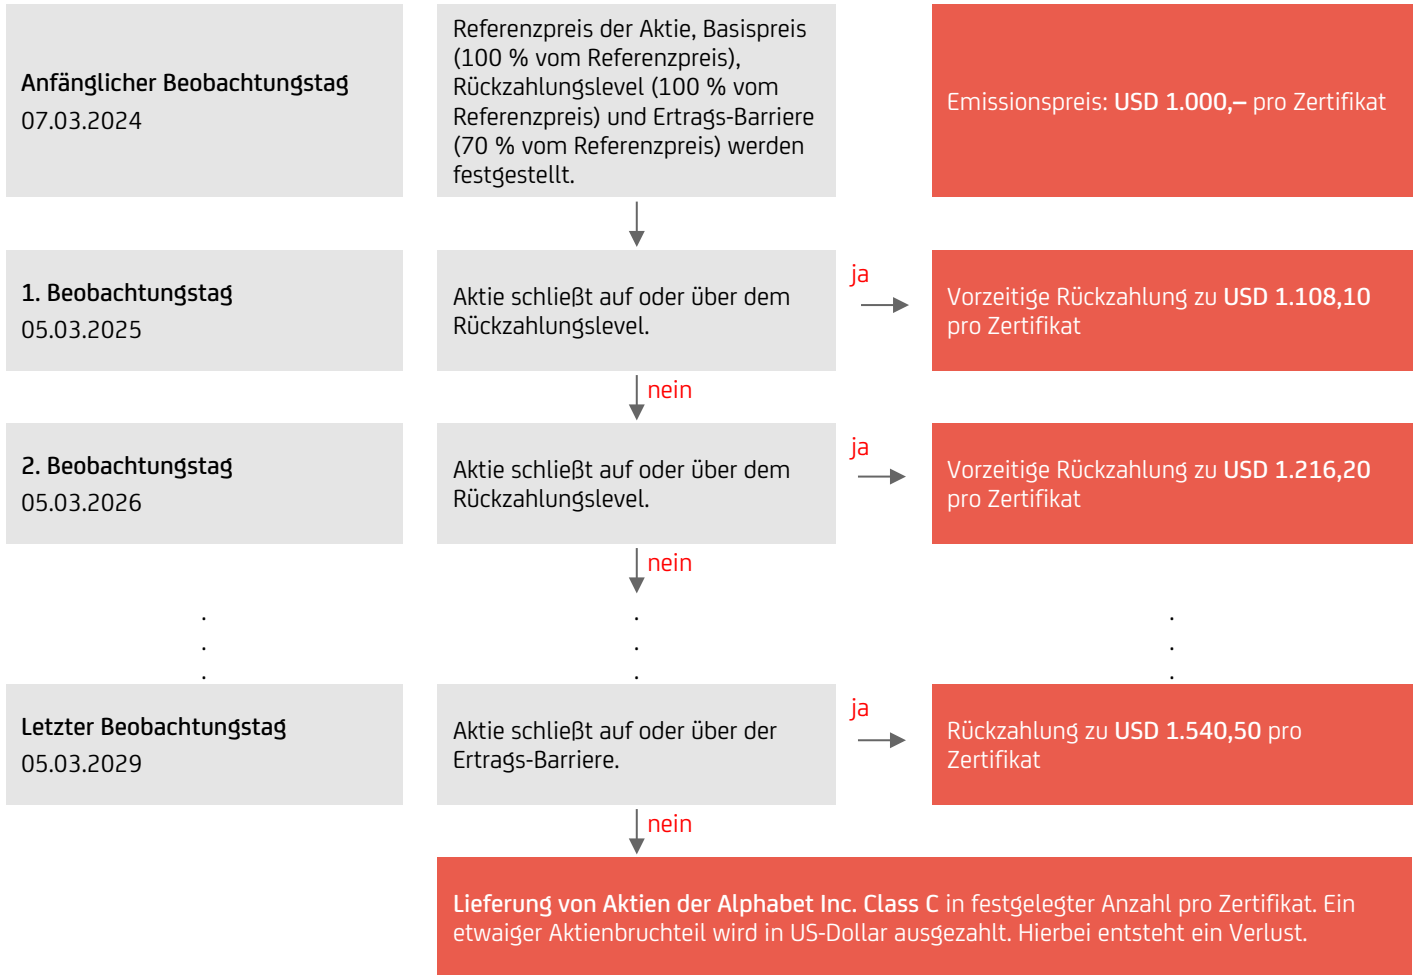 Anfänglicher Beobachtungstag
07.03.2024
Referenzpreis der Aktie, Basispreis
(100 % vom Referenzpreis),
Rückzahlungslevel (100 % vom
Referenzpreis) und Ertrags-Barriere
(70 % vom Referenzpreis) werden
festgestellt.
Emissionspreis: USD 1.000,– pro Zertifikat
1. Beobachtungstag
05.03.2025
Aktie schließt auf oder über dem
Rückzahlungslevel.
ja
Vorzeitige Rückzahlung zu USD 1.108,10
pro Zertifikat
nein
2. Beobachtungstag
05.03.2026
Aktie schließt auf oder über dem
Rückzahlungslevel.
ja
Vorzeitige Rückzahlung zu USD 1.216,20
pro Zertifikat
nein
. . .
. . .
. . .
Letzter Beobachtungstag
05.03.2029
Aktie schließt auf oder über der
Ertrags-Barriere.
ja
Rückzahlung zu USD 1.540,50 pro
Zertifikat
nein
Lieferung von Aktien der Alphabet Inc. Class C in festgelegter Anzahl pro Zertifikat. Ein
etwaiger Aktienbruchteil wird in US-Dollar ausgezahlt. Hierbei entsteht ein Verlust.